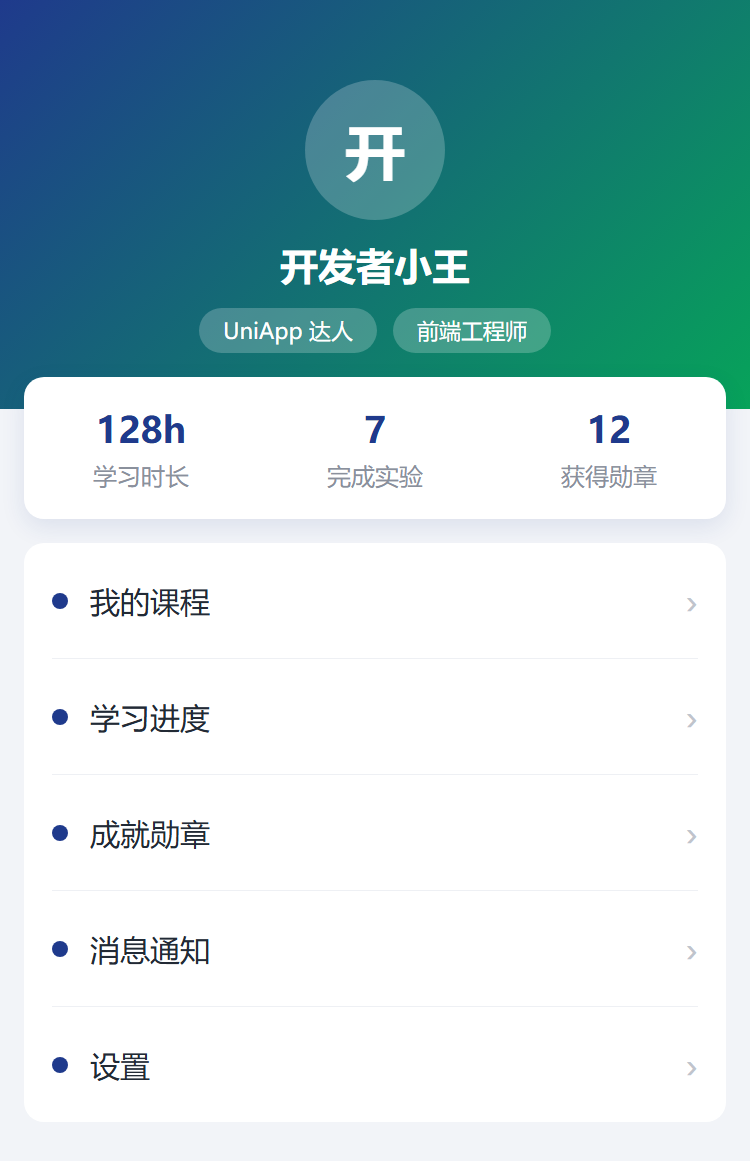 开
开发者小王
UniApp 达人 前端工程师
128h 7 12
学习时长 完成实验 获得勋章
我的课程 ›
学习进度 ›
成就勋章 ›
消息通知 ›
设置 ›